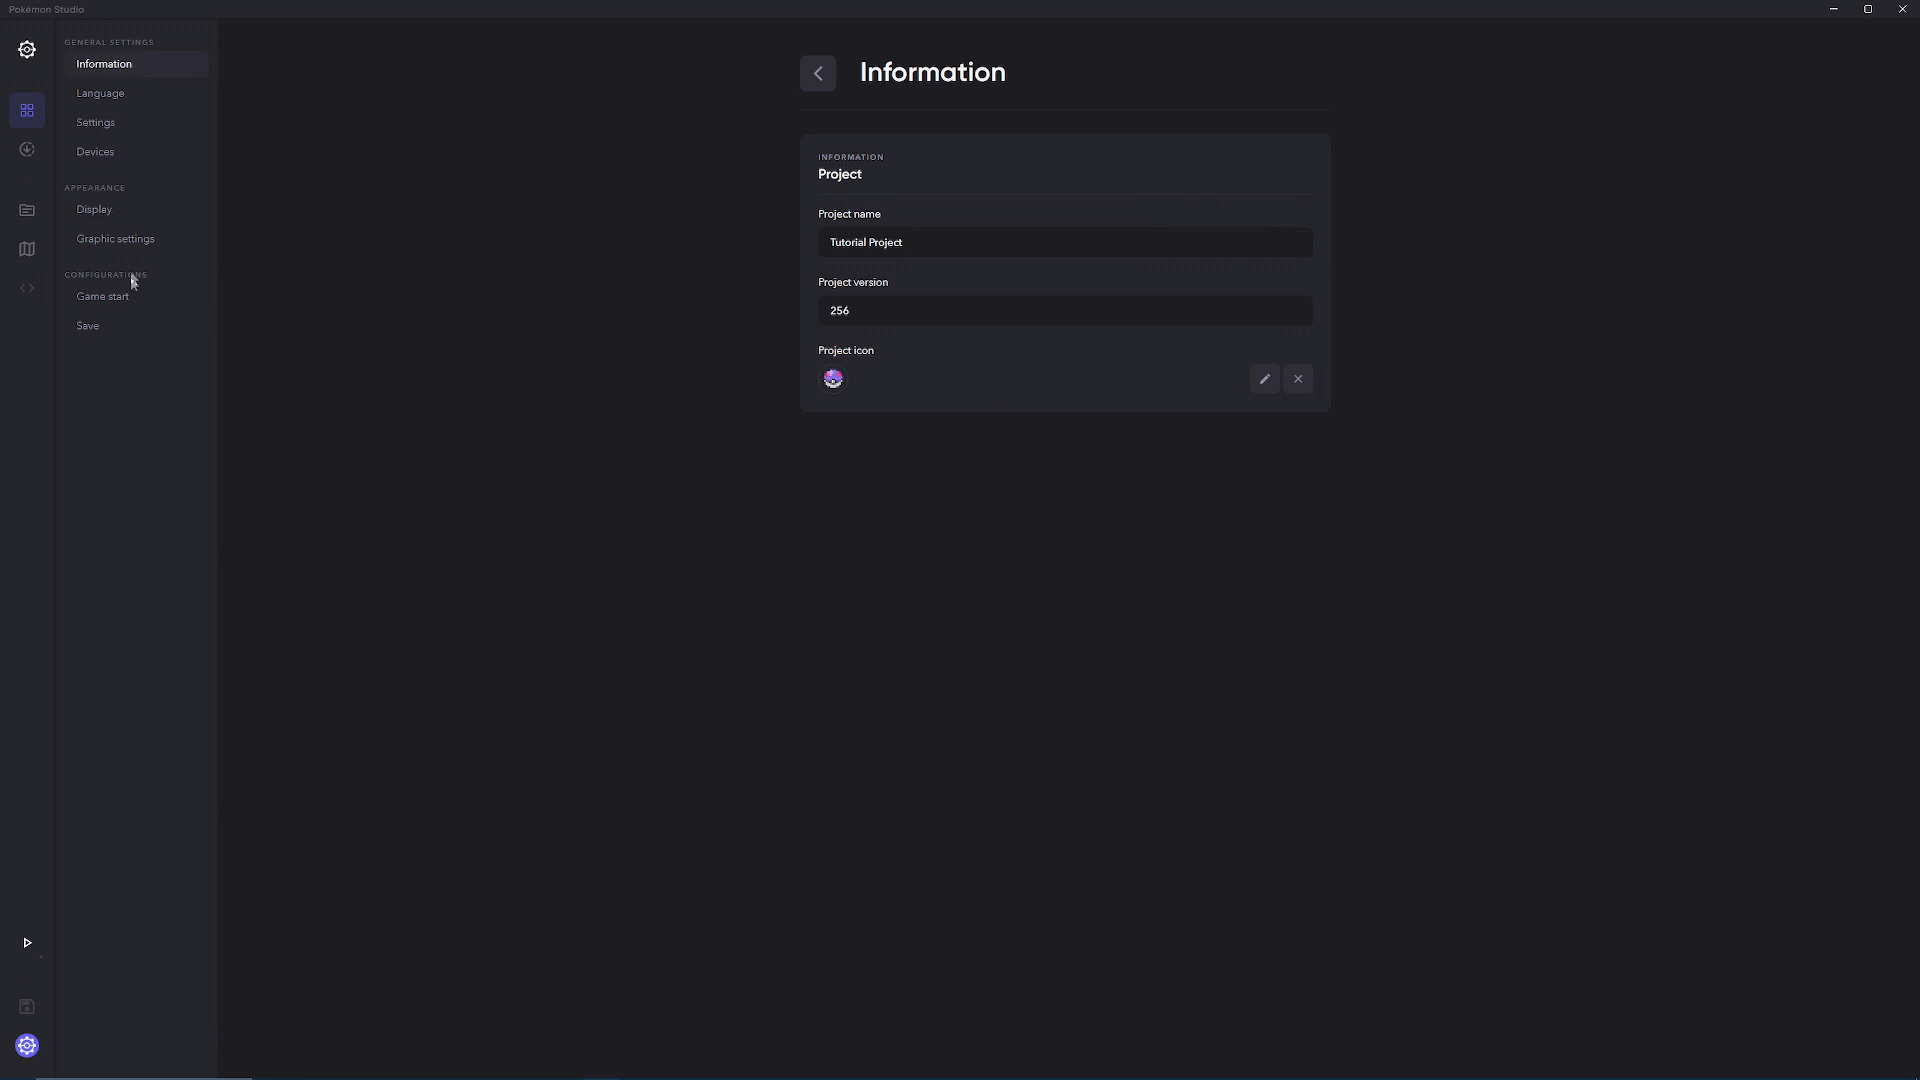 Pokémon Studio
GENERAL SETTINGS
Information
Language
Settings
Devices
APPEARANCE
Display
Graphic settings
CONFIGURATIONS
Game start
Save
Information
INFORMATION
Project
Project name
Tutorial Project
Project version
256
Project icon